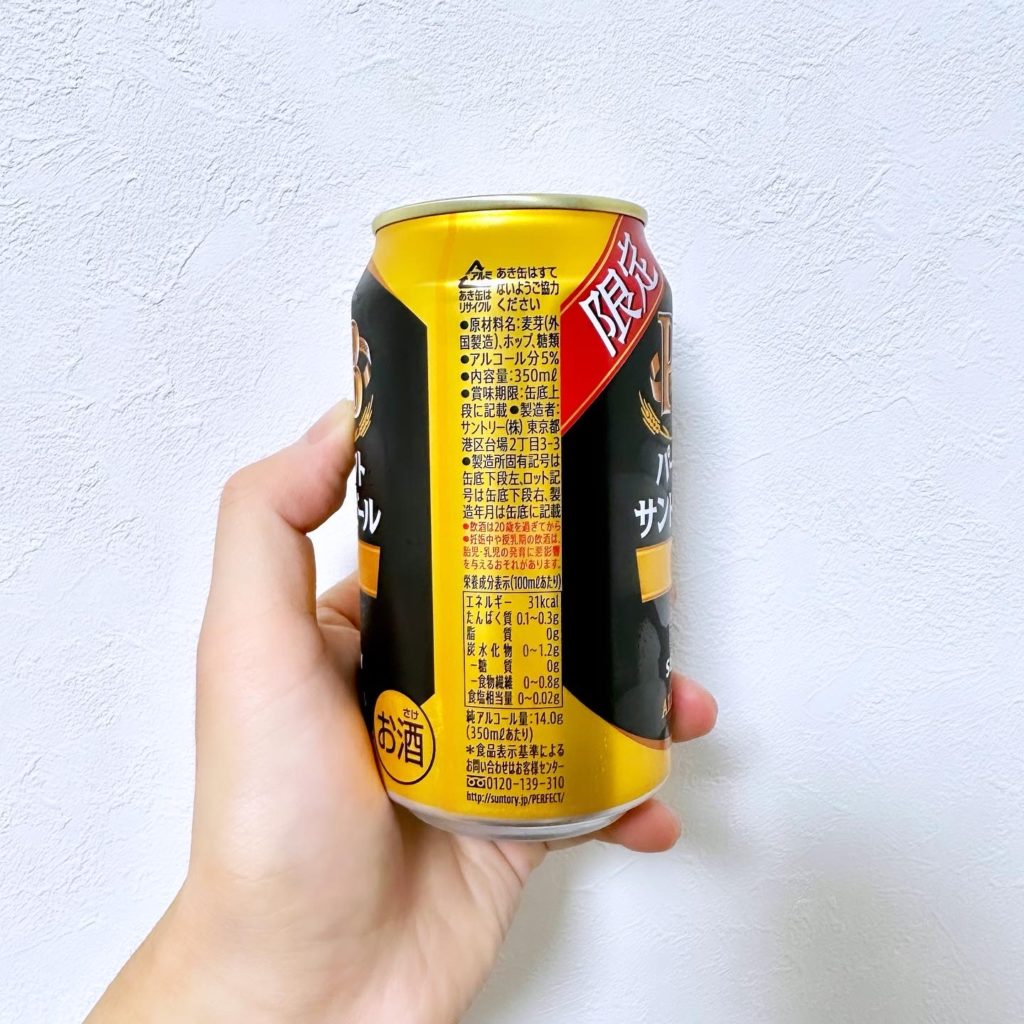 アルミ
あき缶は
リサイクル
あき缶はすて
ないようご協力
ください
●原材料名:麦芽(外
国製造)、ホップ、糖類
●アルコール分5%
●内容量:350mℓ
●賞味期限:缶底上
段に記載●製造者:
サントリー(株) 東京都
港区台場2丁目3-3
●製造所固有記号は
缶底下段左、ロット記
号は缶底下段右、製
造年月は缶底に記載
●飲酒は20歳を過ぎてから
●妊娠中や授乳期の飲酒は、
胎児・乳児の発育に悪影響
を与えるおそれがあります。
栄養成分表示(100mℓあたり)
エネルギー 31kcal
たんぱく質 0.1~0.3g
脂質 0g
炭水化物 0~1.2g
-糖質 0g
-食物繊維 0~0.8g
食塩相当量 0~0.02g
純アルコール量:14.0g
(350mℓあたり)
*食品表示基準による
お問い合わせはお客様センター
0120-139-310
http://suntory.jp/PERFECT/
さけ
お酒
限定
サント
ト
ール